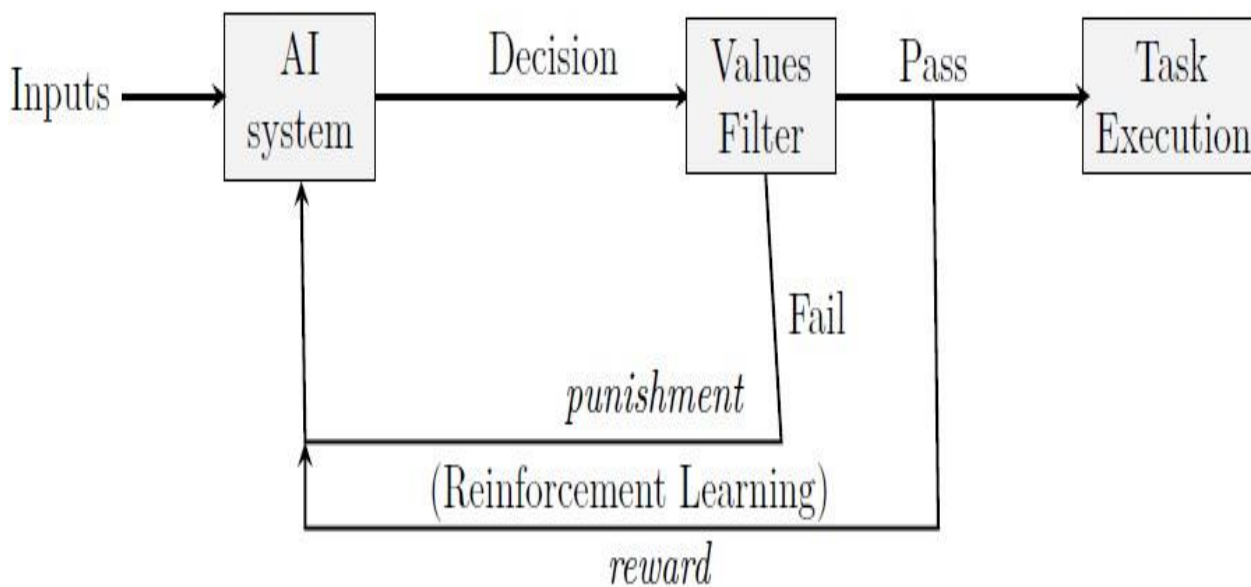 Inputs
AI
system
Decision
Values
Filter
Pass
Task
Execution
Fail
punishment
(Reinforcement Learning)
reward